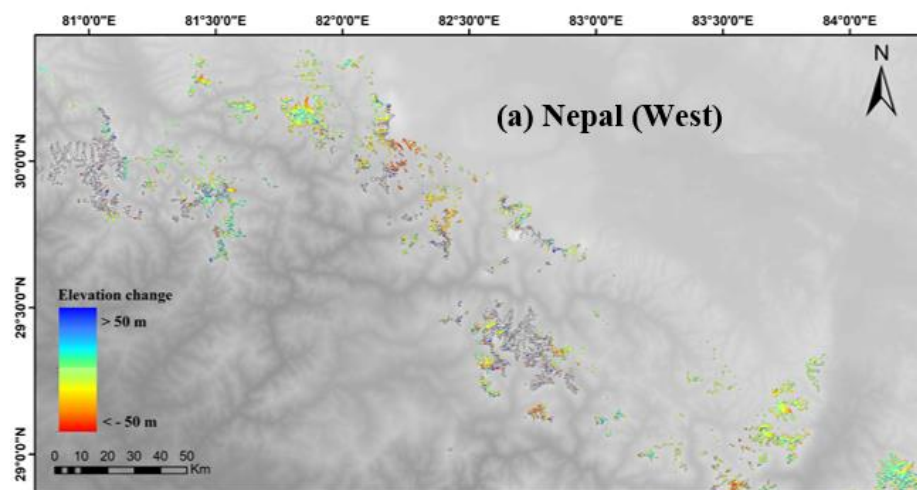 81°0'0"E 81°30'0"E 82°0'0"E 82°30'0"E 83°0'0"E 83°30'0"E 84°0'0"E
N
(a) Nepal (West)
30°0'0"N
29°30'0"N
29°0'0"N
Elevation change
> 50 m
< - 50 m
0 10 20 30 40 50
Km